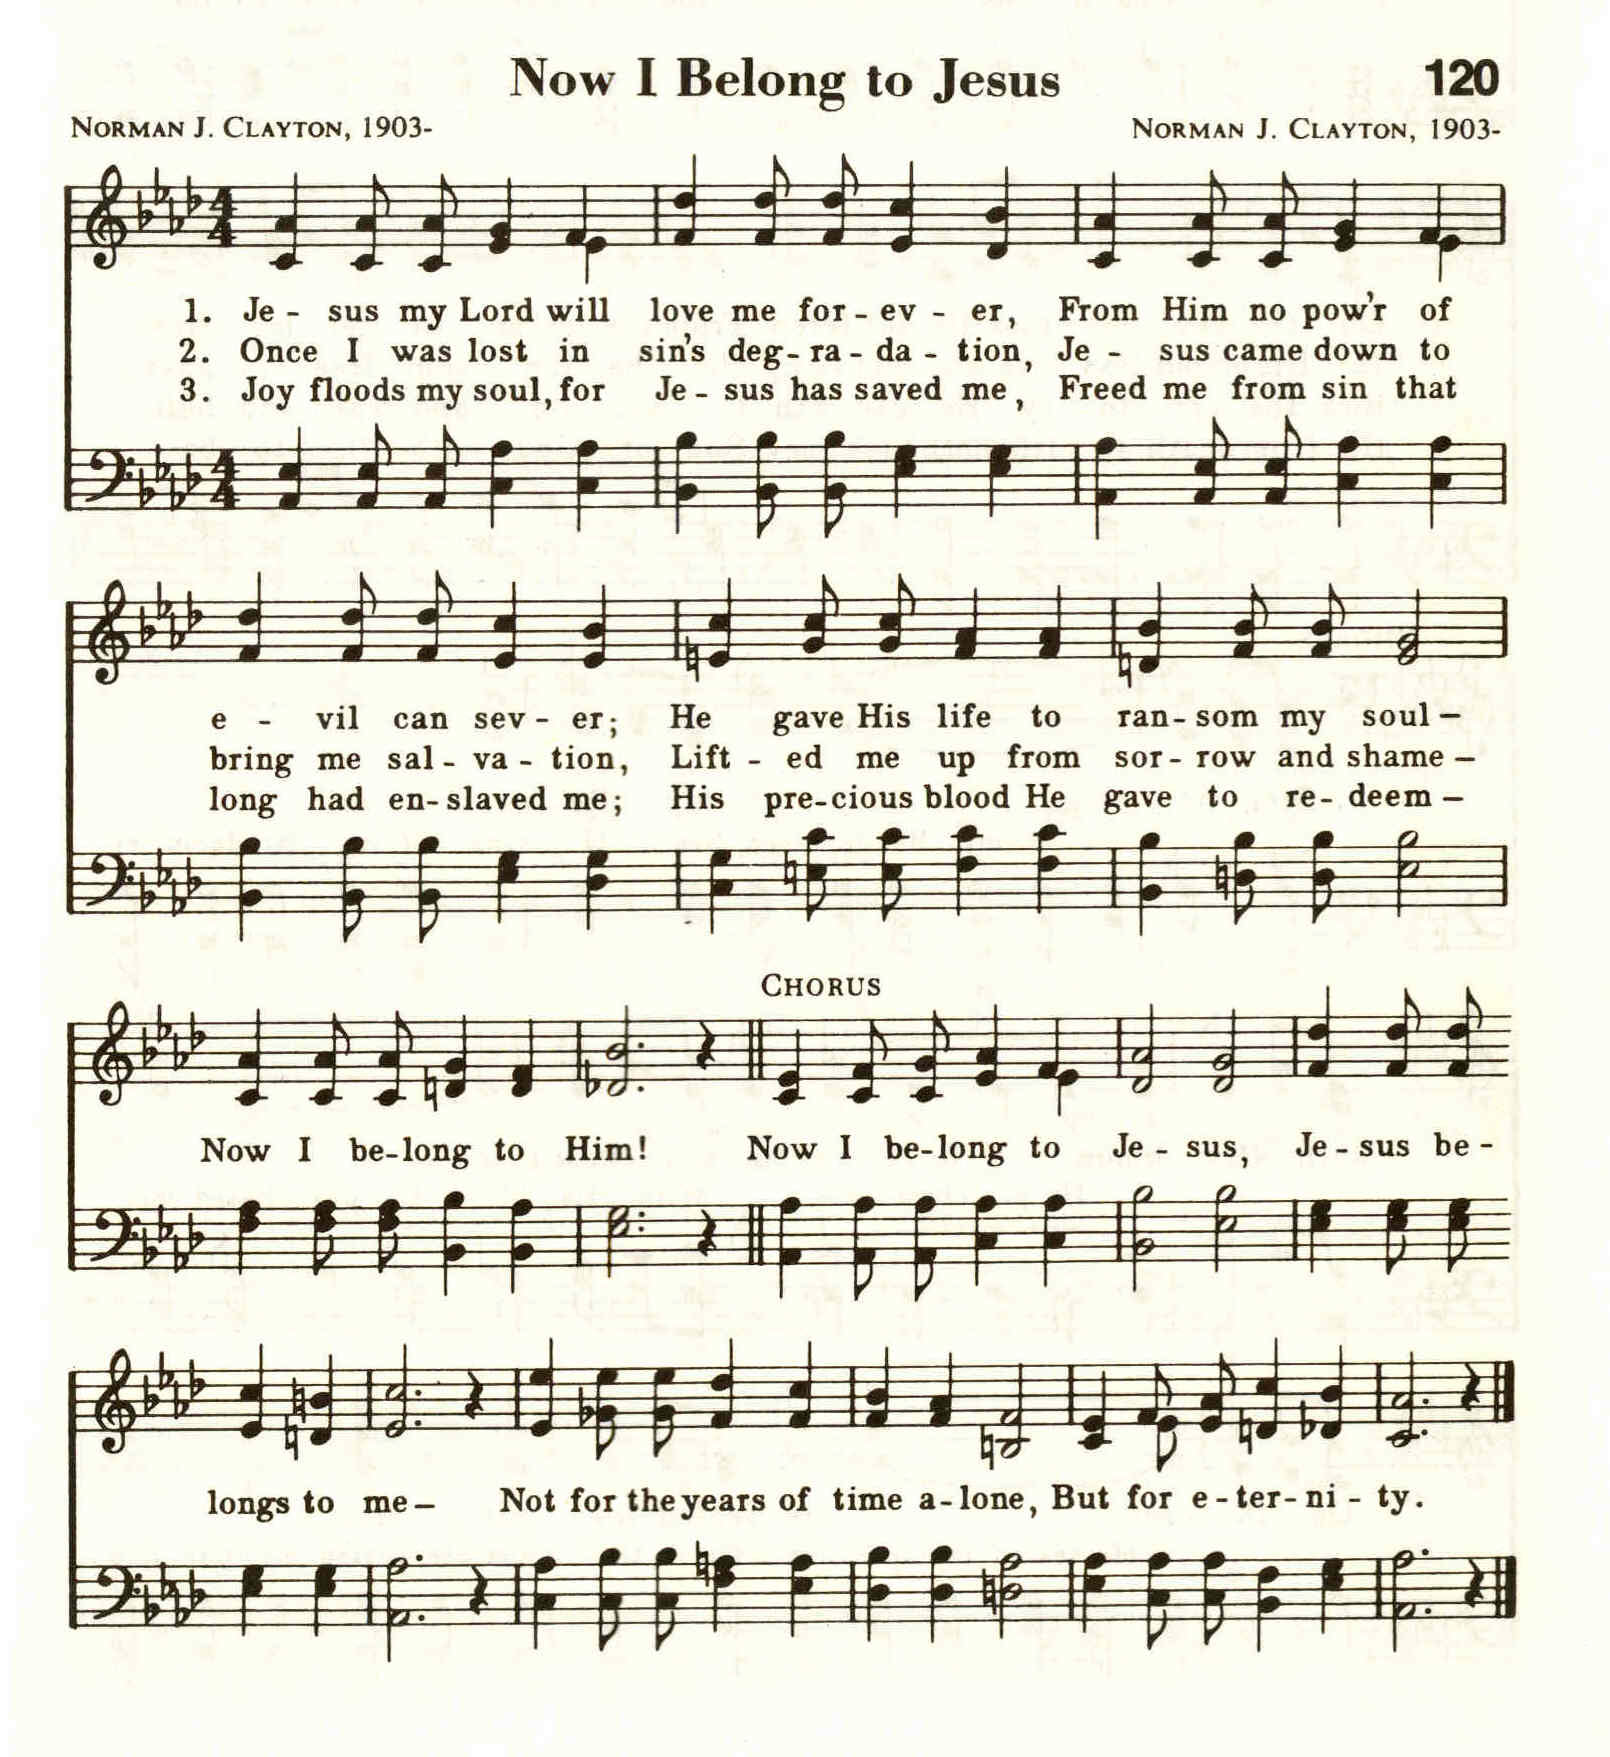 Now I Belong to Jesus 120
NORMAN J. CLAYTON, 1903- NORMAN J. CLAYTON, 1903-
1. Je - sus my Lord will love me for - ev - er, From Him no pow'r of
2. Once I was lost in sin's deg - ra - da - tion, Je - sus came down to
3. Joy floods my soul, for Je - sus has saved me, Freed me from sin that
e - vil can sev - er; He gave His life to ran - som my soul —
bring me sal - va - tion, Lift - ed me up from sor - row and shame —
long had en - slaved me; His pre - cious blood He gave to re - deem —
CHORUS
Now I be - long to Him! Now I be - long to Je - sus, Je - sus be -
longs to me — Not for the years of time a - lone, But for e - ter - ni - ty.